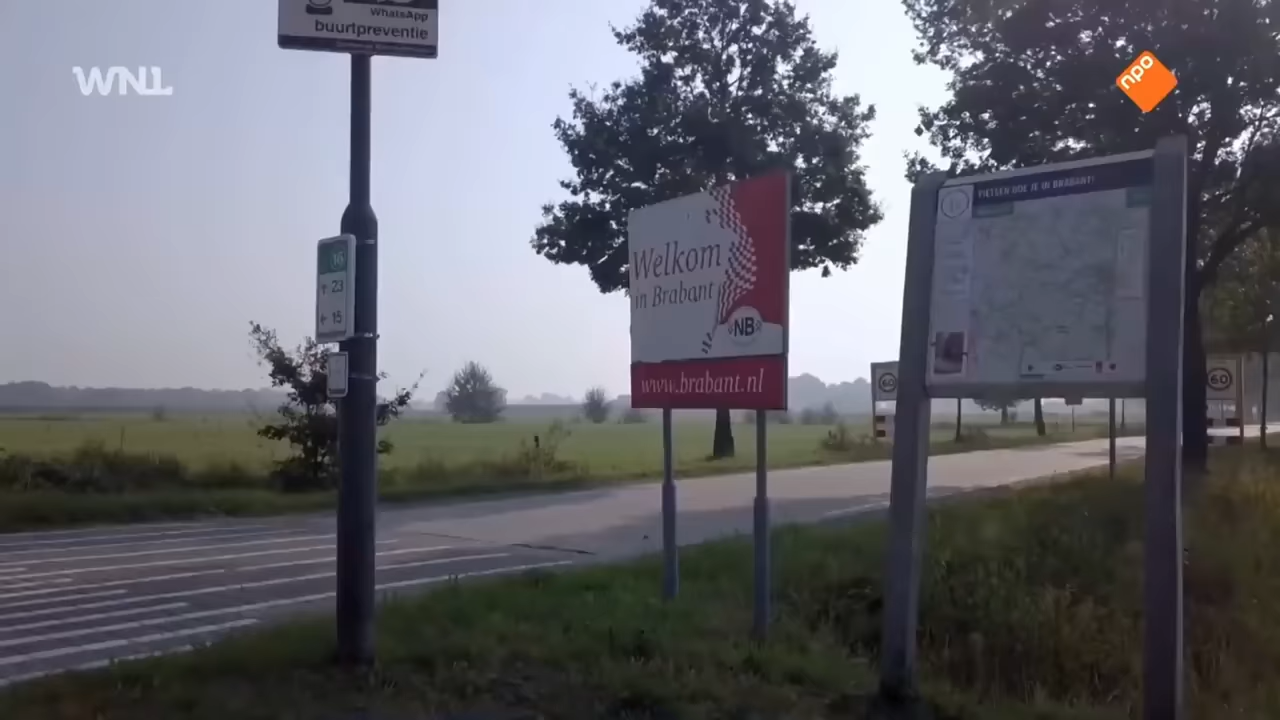 WhatsApp
buurtpreventie
WNL
npo
16
23
15
Welkom
in Brabant
NB
www.brabant.nl
FIETSEN DOE JE IN BRABANT!
60
60